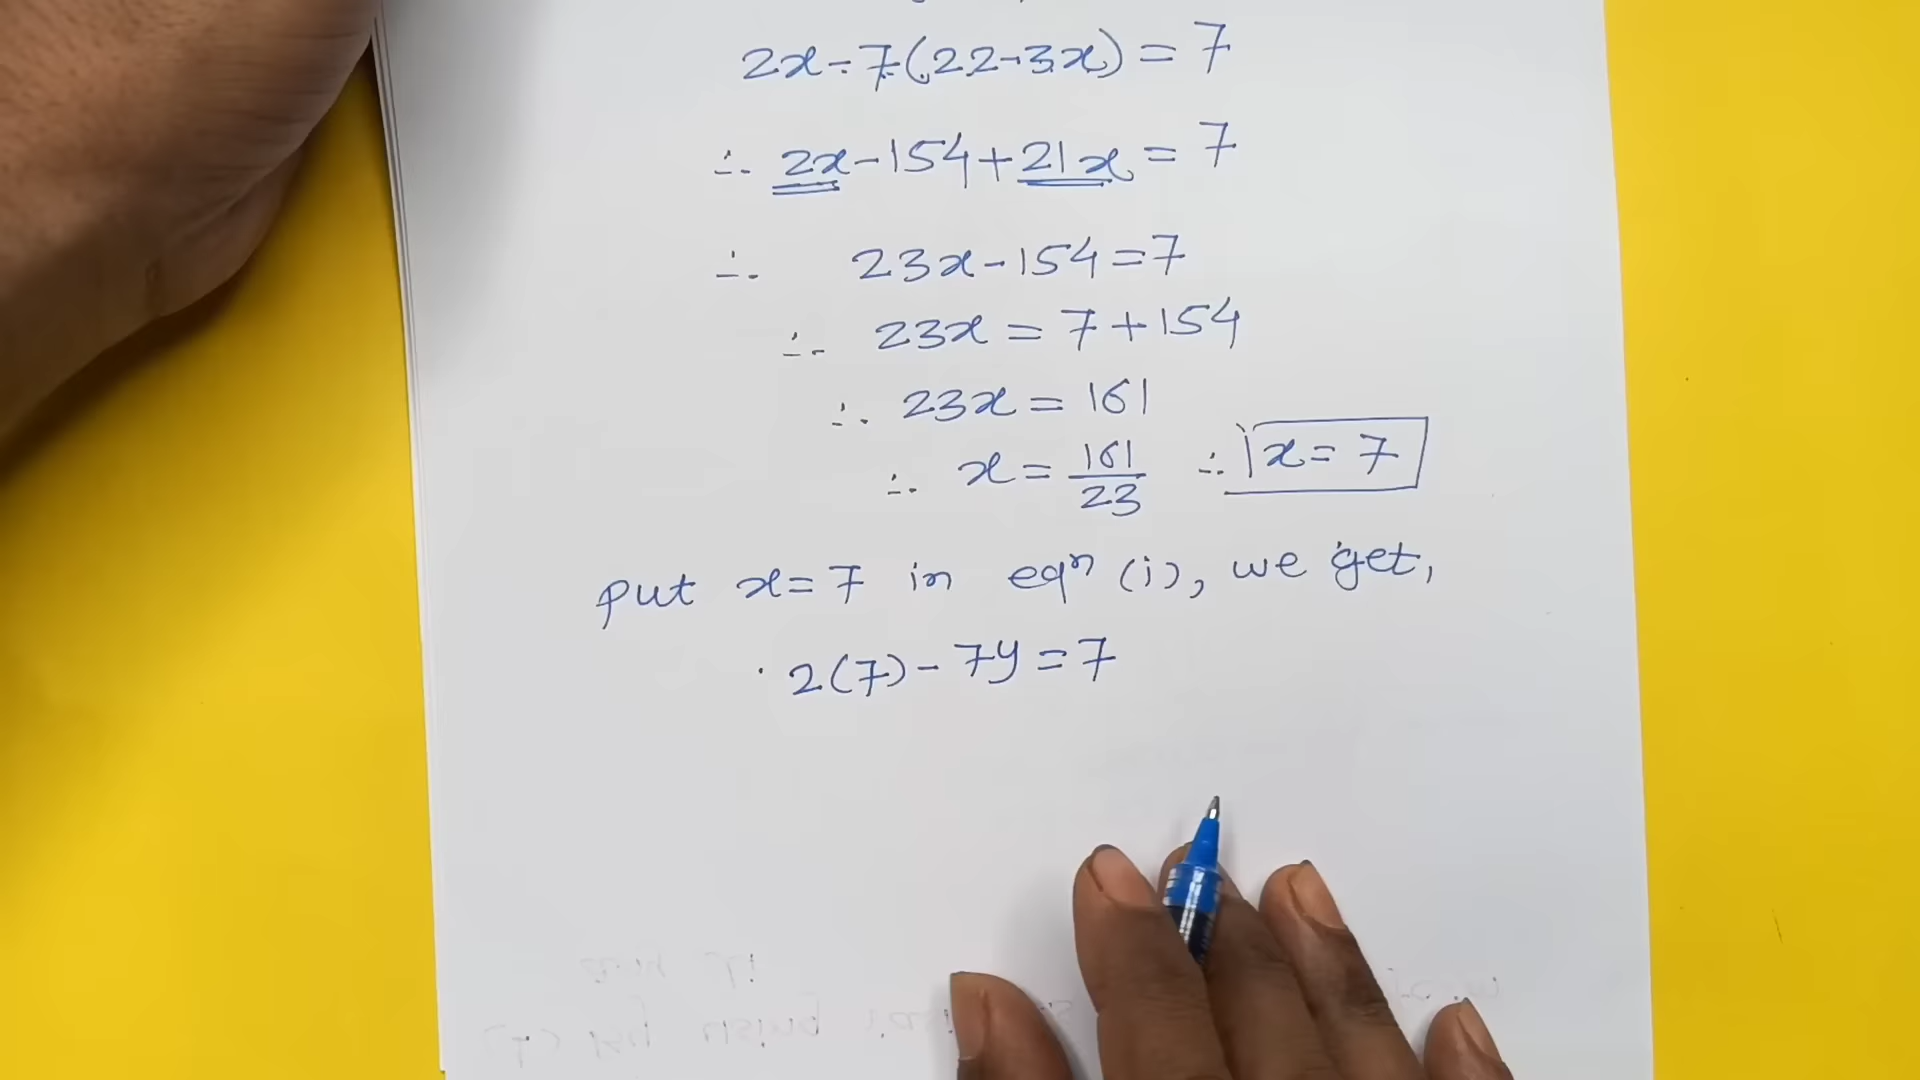 2x-7(22-3x)=7
∴ 2x-154+21x=7
∴ 23x-154=7
∴ 23x=7+154
∴ 23x=161
∴ x=161/23 ∴ x=7
put x=7 in eqⁿ (i), we get,
2(7)-7y=7